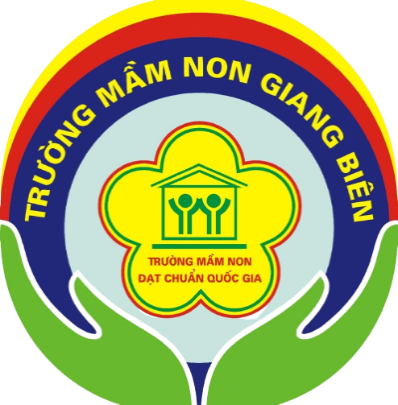 TRƯỜNG MẦM NON GIANG BIÊN
TRƯỜNG MẦM NON
ĐẠT CHUẨN QUỐC GIA